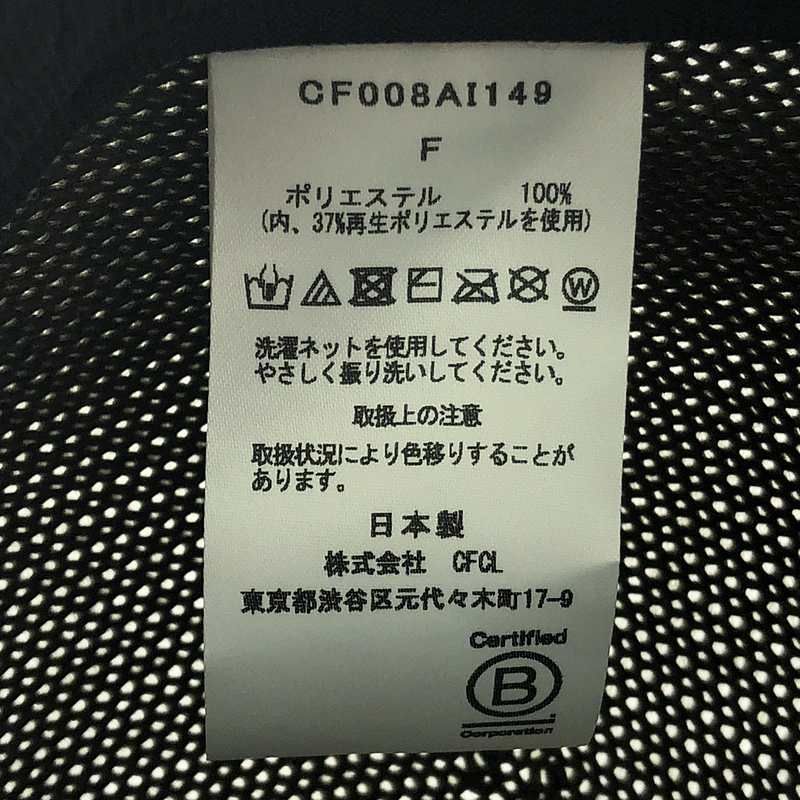 CF008AI149
F
ポリエステル 100%
(内、37%再生ポリエステルを使用)
W
洗濯ネットを使用してください。
やさしく振り洗いしてください。
取扱上の注意
取扱状況により色移りすることが
あります。
日本製
株式会社 CFCL
東京都渋谷区元代々木町17-9
Certified
B
Corporation